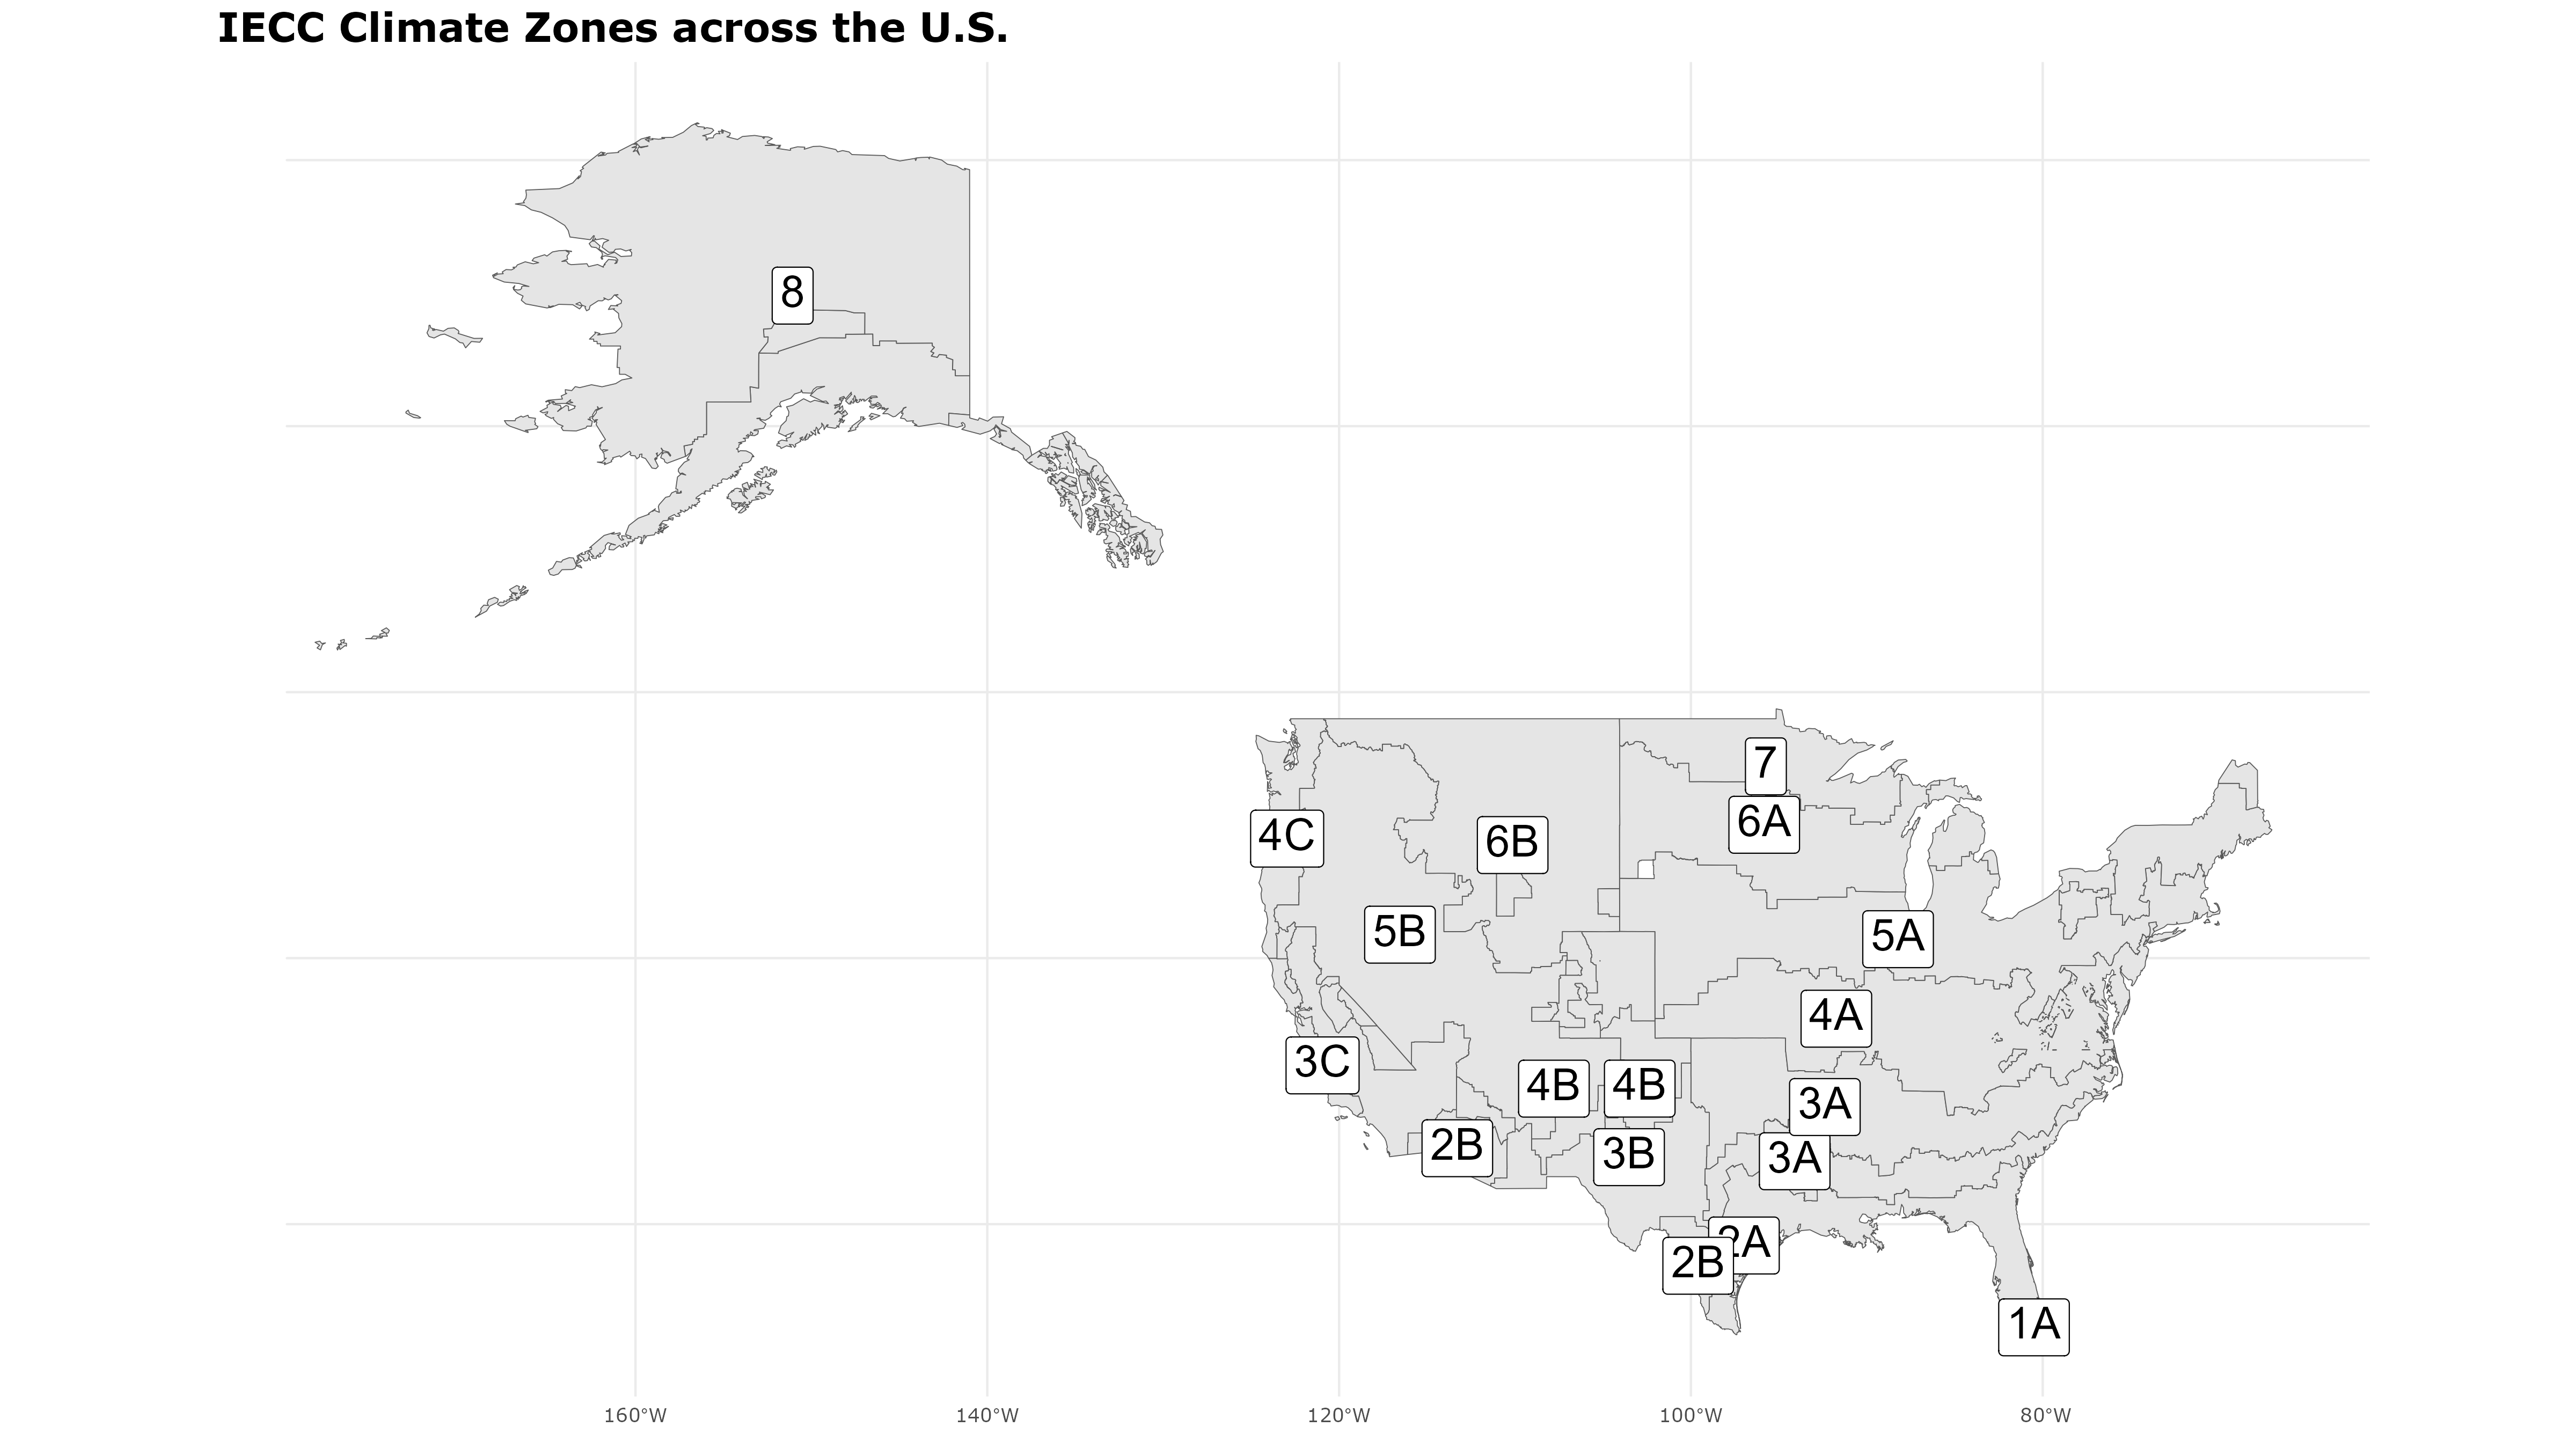 IECC Climate Zones across the U.S.
8
7
6A
4C
6B
5B
5A
4A
3C
4B
4B
3A
2B
3B
3A
2A
2B
1A
160°W
140°W
120°W
100°W
80°W